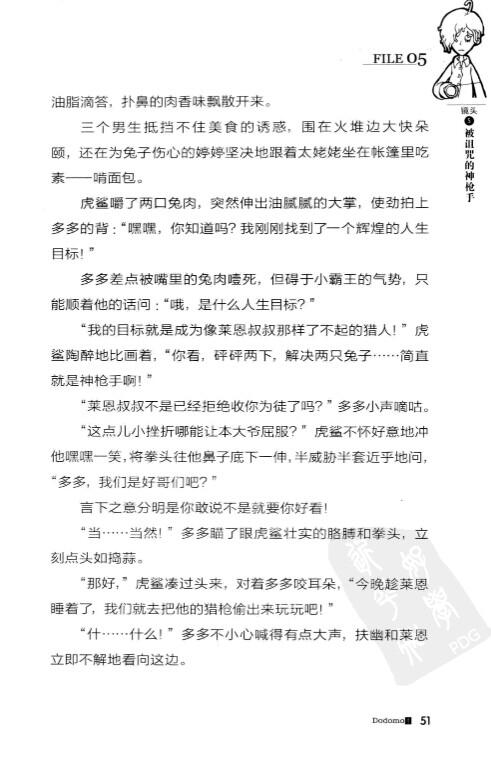 FILE 05
镜头
5
被诅咒的神枪手
油脂滴答，扑鼻的肉香味飘散开来。
三个男生抵挡不住美食的诱惑，围在火堆边大快朵
颐，还在为兔子伤心的婷婷坚决地跟着太姥姥坐在帐篷里吃
素——啃面包。
虎鲨嚼了两口兔肉，突然伸出油腻腻的大掌，使劲拍上
多多的背：“嘿嘿，你知道吗？我刚刚找到了一个辉煌的人生
目标！”
多多差点被嘴里的兔肉噎死，但碍于小霸王的气势，只
能顺着他的话问：“哦，是什么人生目标？”
“我的目标就是成为像莱恩叔叔那样了不起的猎人！”虎
鲨陶醉地比画着，“你看，砰砰两下，解决两只兔子……简直
就是神枪手啊！”
“莱恩叔叔不是已经拒绝收你为徒了吗？”多多小声嘀咕。
“这点儿小挫折哪能让本大爷屈服？”虎鲨不怀好意地冲
他嘿嘿一笑，将拳头往他鼻子底下一伸，半威胁半套近乎地问，
“多多，我们是好哥们吧？”
言下之意分明是你敢说不是就要你好看！
“当……当然！”多多瞄了眼虎鲨壮实的胳膊和拳头，立
刻点头如捣蒜。
“那好，”虎鲨凑过头来，对着多多咬耳朵，“今晚趁莱恩
睡着了，我们就去把他的猎枪偷出来玩玩吧！”
“什……什么！”多多不小心喊得有点大声，扶幽和莱恩
立即不解地看向这边。
PDG
Dodomo! 51